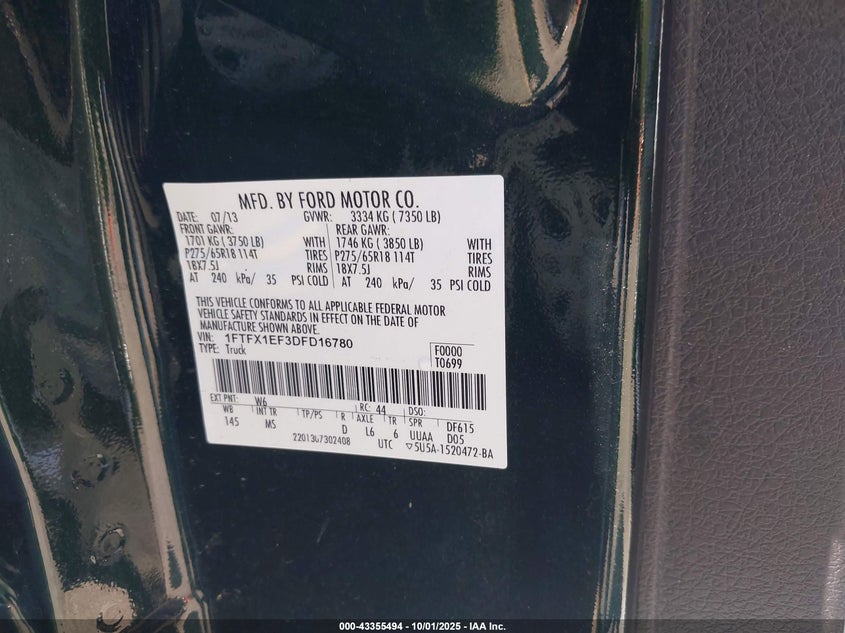 MFD. BY FORD MOTOR CO.
DATE: 07/13 GVWR: 3334 KG ( 7350 LB)
FRONT GAWR: REAR GAWR:
1701 KG ( 3750 LB) WITH 1746 KG ( 3850 LB) WITH
P275/65R18 114T TIRES P275/65R18 114T TIRES
18X7.5J RIMS 18X7.5J RIMS
AT 240 kPa/ 35 PSI COLD AT 240 kPa/ 35 PSI COLD
THIS VEHICLE CONFORMS TO ALL APPLICABLE FEDERAL MOTOR
VEHICLE SAFETY STANDARDS IN EFFECT ON THE DATE OF
MANUFACTURE SHOWN ABOVE.
VIN: 1FTFX1EF3DFD16780 F0000
TYPE: Truck T0699
EXT PNT: W6 RC: 44 DSO:
WB INT TR TP/PS R AXLE TR SPR DF615
145 MS D L6 6 UUAA D05
2201307302408 UTC ▽5U5A-1520472-BA
000-43355494 - 10/01/2025 - IAA Inc.